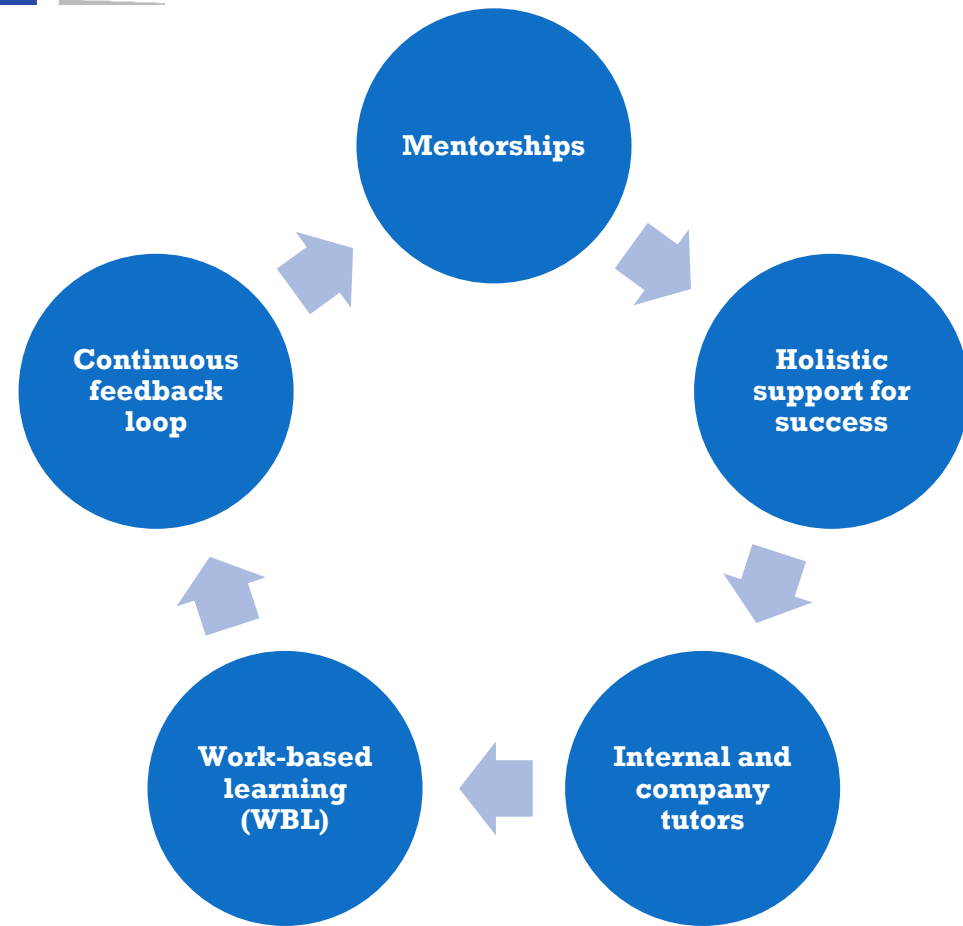 Mentorships
Holistic
support for
success
Internal and
company
tutors
Work-based
learning
(WBL)
Continuous
feedback
loop